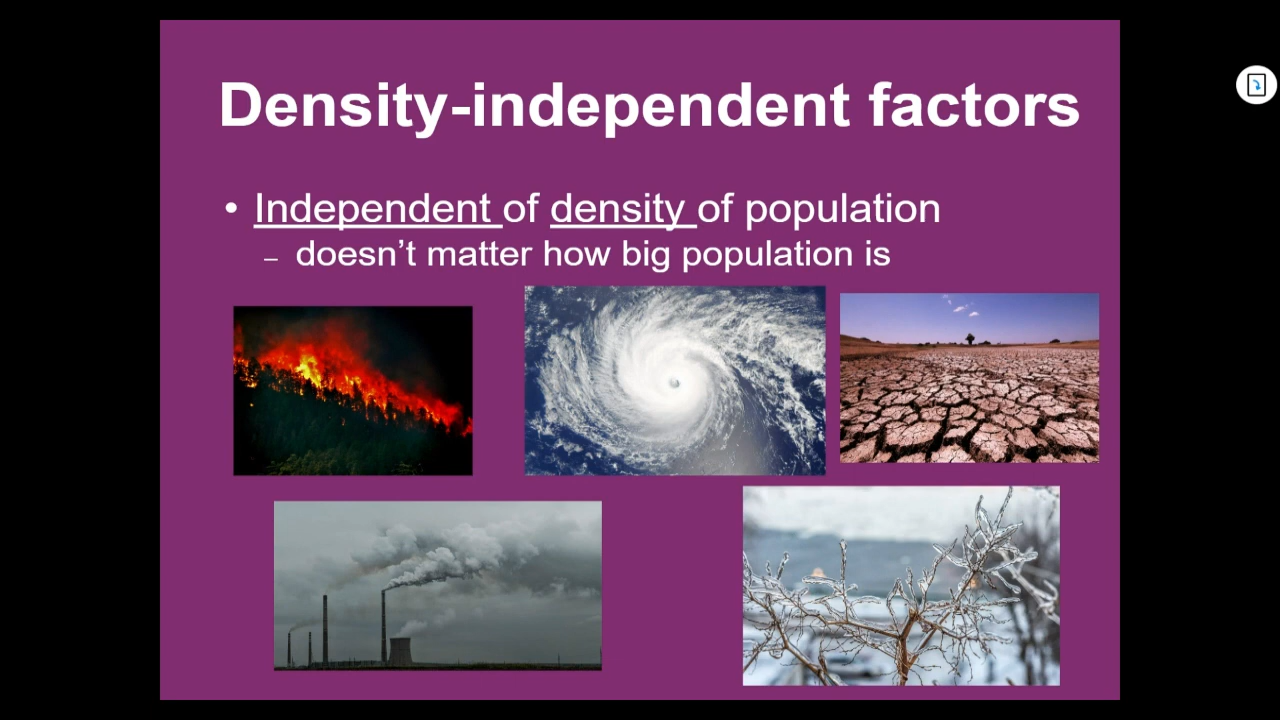 Density-independent factors
• Independent of density of population
– doesn’t matter how big population is